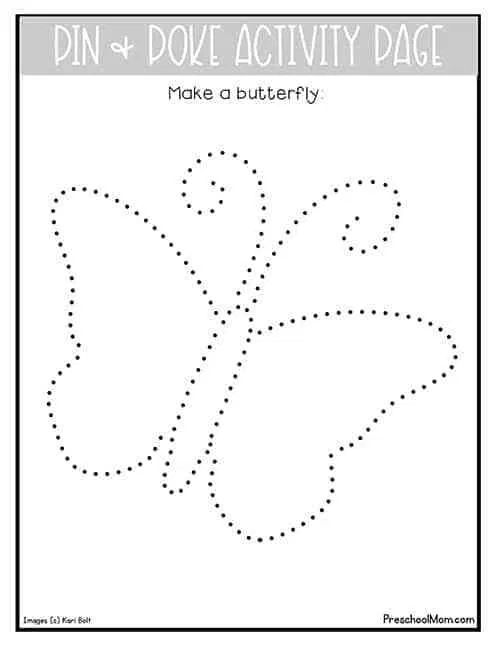 PIN & POKE ACTIVITY PAGE
Make a butterfly:
Images (c) Kari Bolt
PreschoolMom.com